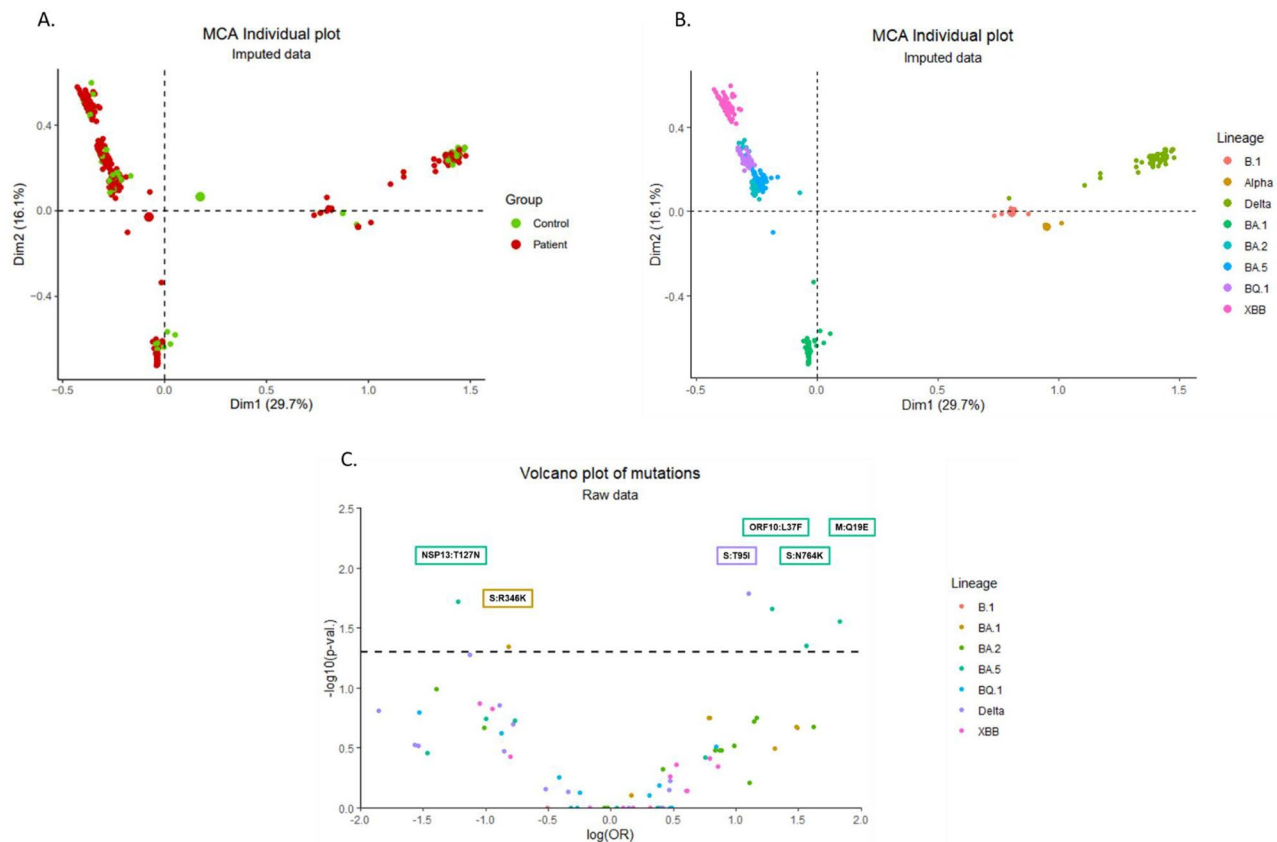 A.
MCA Individual plot
Imputed data
0.4
0.0
−0.4
Dim2 (16.1%)
−0.5
0.0
0.5
1.0
1.5
Dim1 (29.7%)
Group
Control
Patient
B.
MCA Individual plot
Imputed data
0.4
0.0
−0.4
Dim2 (16.1%)
−0.5
0.0
0.5
1.0
1.5
Dim1 (29.7%)
Lineage
B.1
Alpha
Delta
BA.1
BA.2
BA.5
BQ.1
XBB
C.
Volcano plot of mutations
Raw data
2.5
2.0
1.5
1.0
0.5
0.0
-log10(p-val.)
ORF10:L37F
M:Q19E
NSP13:T127N
S:T95I
S:N764K
S:R346K
-2.0
-1.5
-1.0
-0.5
0.0
0.5
1.0
1.5
2.0
log(OR)
Lineage
B.1
BA.1
BA.2
BA.5
BQ.1
Delta
XBB